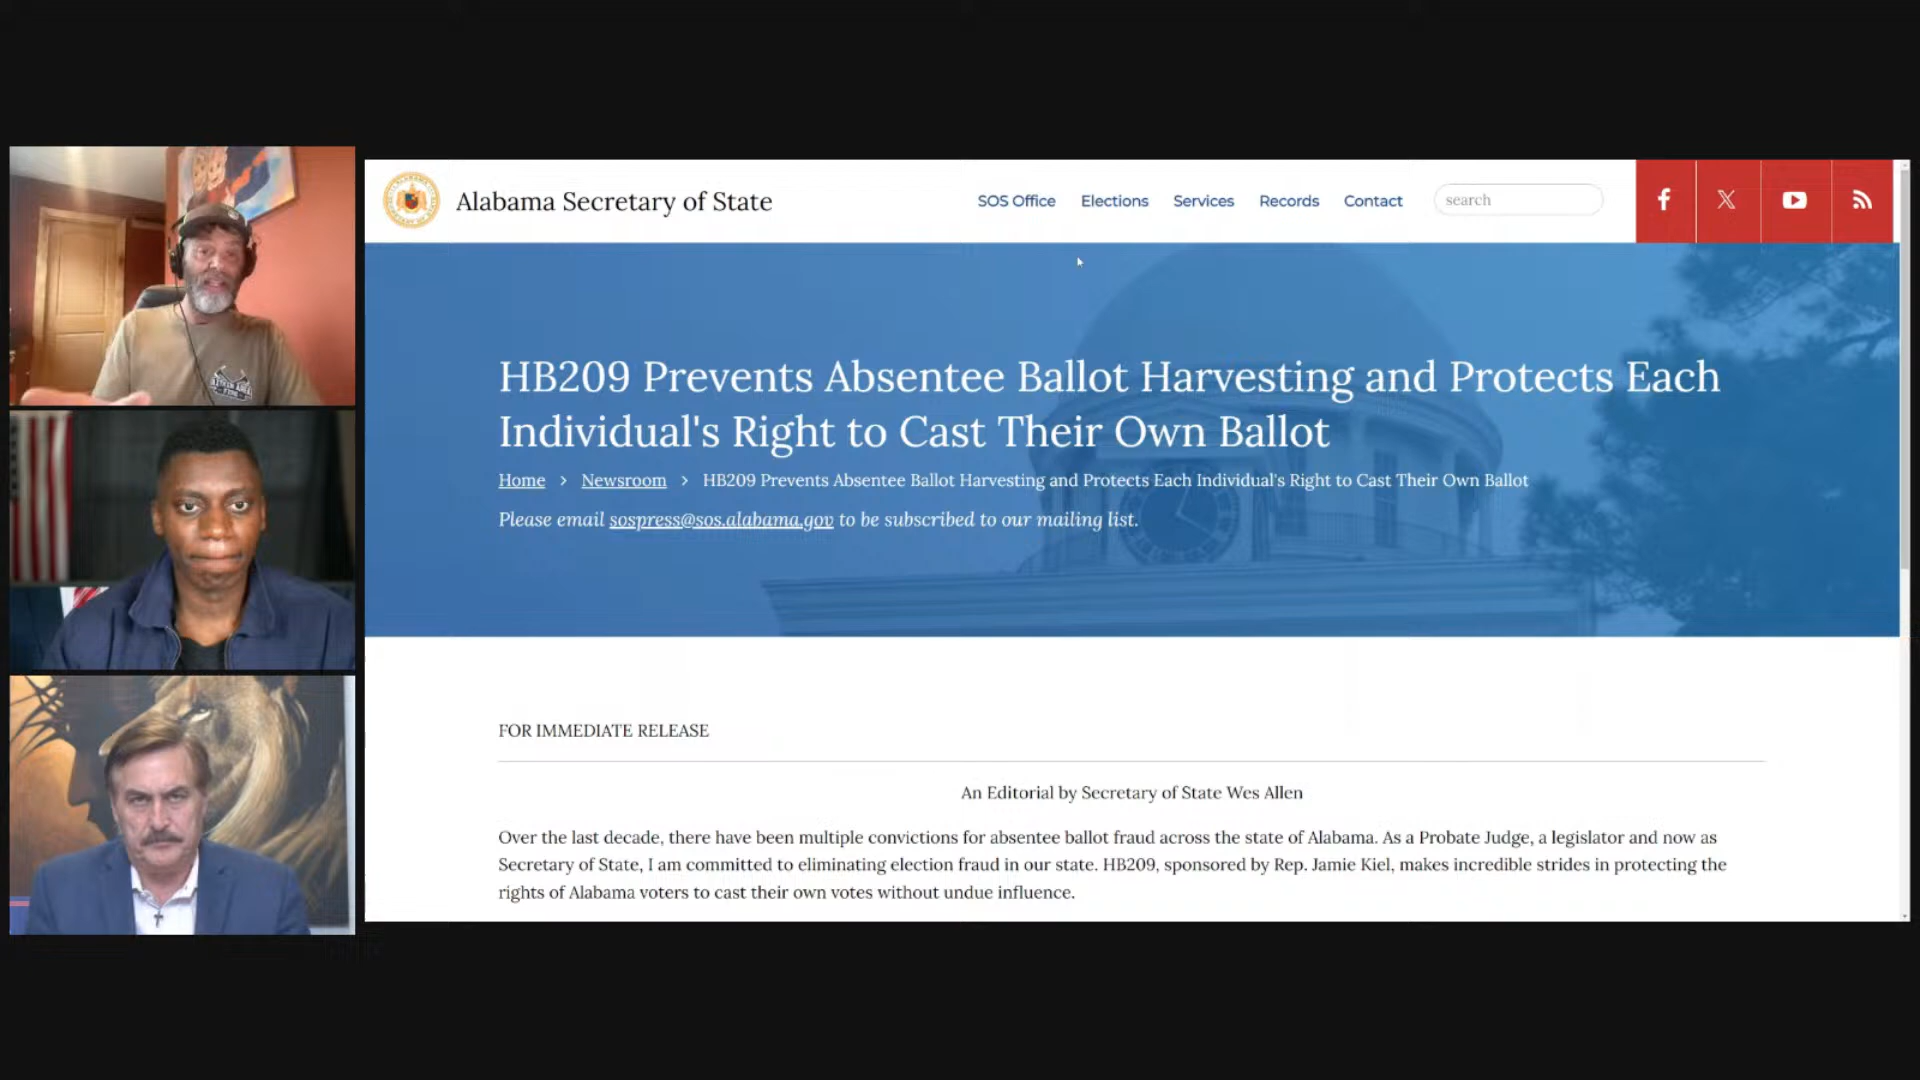 Alabama Secretary of State
SOS Office Elections Services Records Contact search
HB209 Prevents Absentee Ballot Harvesting and Protects Each
Individual's Right to Cast Their Own Ballot
Home > Newsroom > HB209 Prevents Absentee Ballot Harvesting and Protects Each Individual's Right to Cast Their Own Ballot
Please email sospress@sos.alabama.gov to be subscribed to our mailing list.
FOR IMMEDIATE RELEASE
An Editorial by Secretary of State Wes Allen
Over the last decade, there have been multiple convictions for absentee ballot fraud across the state of Alabama. As a Probate Judge, a legislator and now as
Secretary of State, I am committed to eliminating election fraud in our state. HB209, sponsored by Rep. Jamie Kiel, makes incredible strides in protecting the
rights of Alabama voters to cast their own votes without undue influence.